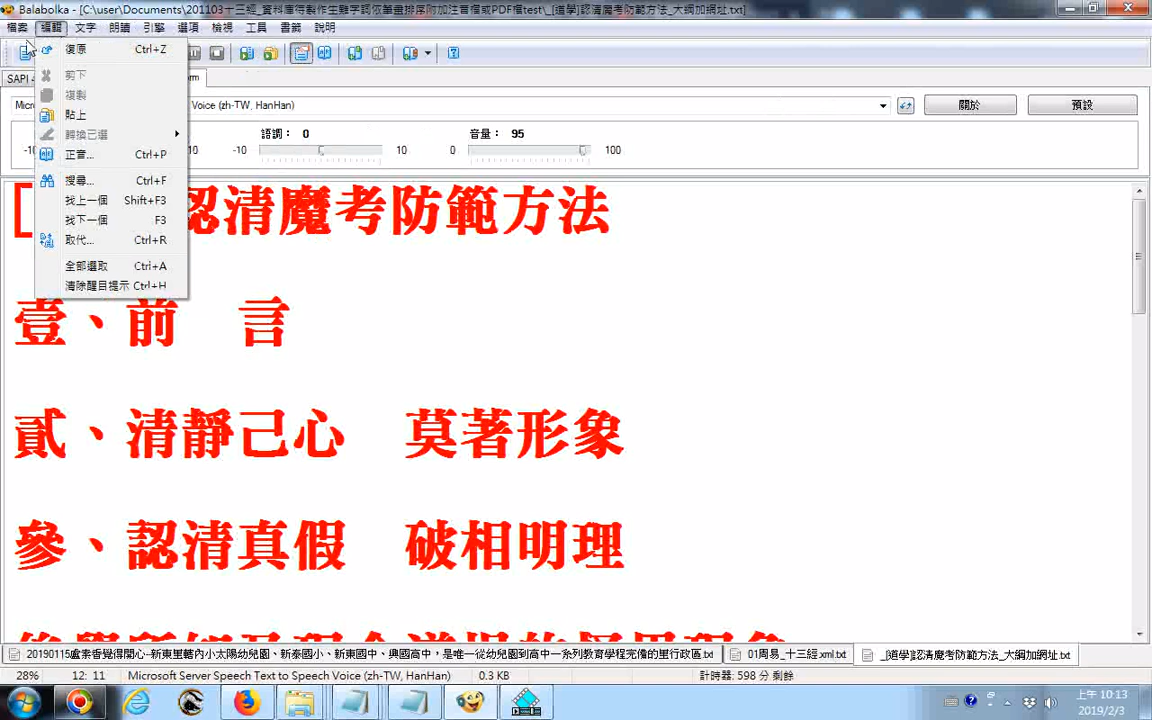 Balabolka - [C:\user\Documents\201103十三經_資料庫待製作生難字詞依筆畫排序附加注音檔或PDF檔test\_[進學]認清魔考防範方法_大綱加網址.txt]
檔案 編輯 文字 朗讀 引擎 選項 檢視 工具 書籤 說明
復原 Ctrl+Z
剪下
複製
貼上
轉換已選
正音... Ctrl+P
搜尋... Ctrl+F
找上一個 Shift+F3
找下一個 F3
取代... Ctrl+R
全部選取 Ctrl+A
清除醒目提示 Ctrl+H
SAPI
Voice (zh-TW, HanHan) 關於 預設
語調： 0 音量： 95
-10 10 -10 10 0 100
認清魔考防範方法
壹、前　言
貳、清靜己心　莫著形象
參、認清真假　破相明理
20190115盧素香覺得開心--新東里轄內小太陽幼兒園、新泰國小、新東國中、興國高中，是唯一從幼兒園到高中一系列教育學程完備的里行政區.txt 01周易_十三經xml.txt _[進學]認清魔考防範方法_大綱加網址.txt
28% 12: 11 Microsoft Server Speech Text to Speech Voice (zh-TW, HanHan) 0.3 KB 計時器: 598 分 剩餘
上午 10:13
2019/2/3